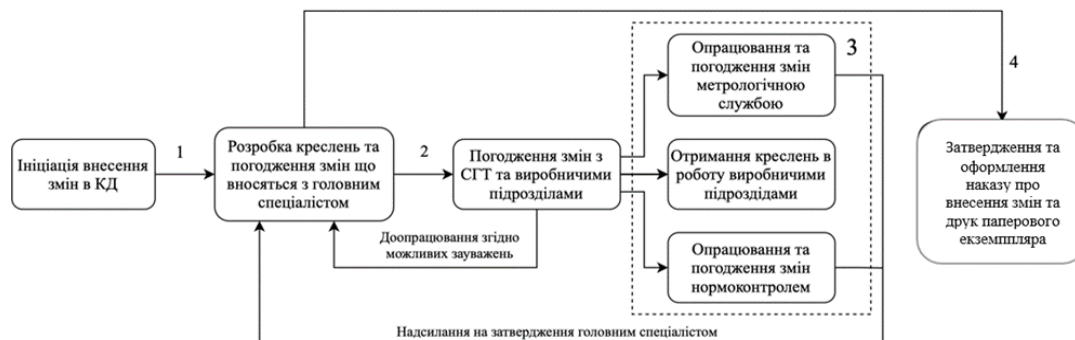 Ініціація внесення
змін в КД
1
Розробка креслень та
погодження змін що
вносяться з головним
спеціалістом
2
Погодження змін з
СГТ та виробничими
підрозділами
Доопрацювання згідно
можливих зауважень
3
Опрацювання та
погодження змін
метрологічною
службою
Отримання креслень в
роботу виробничими
підроздідами
Опрацювання та
погодження змін
нормоконтролем
4
Затвердження та
оформлення
наказу про
внесення змін та
друк паперового
екземппляра
Надсилання на затвердження головним спеціалістом